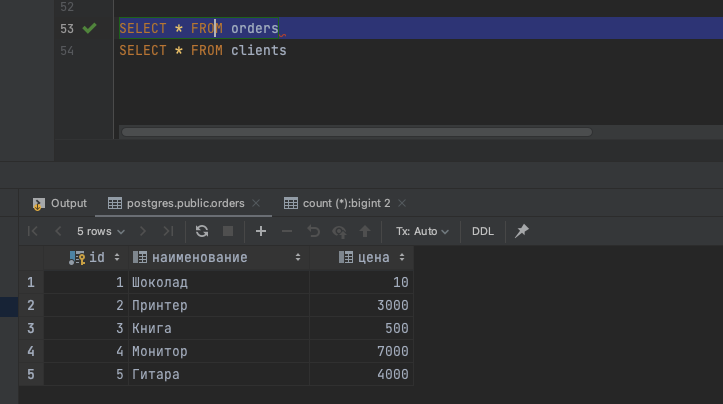 52
53 SELECT * FROM orders
54 SELECT * FROM clients
Output postgres.public.orders count (*):bigint 2
5 rows Tx: Auto DDL
id наименование цена
1 1 Шоколад 10
2 2 Принтер 3000
3 3 Книга 500
4 4 Монитор 7000
5 5 Гитара 4000